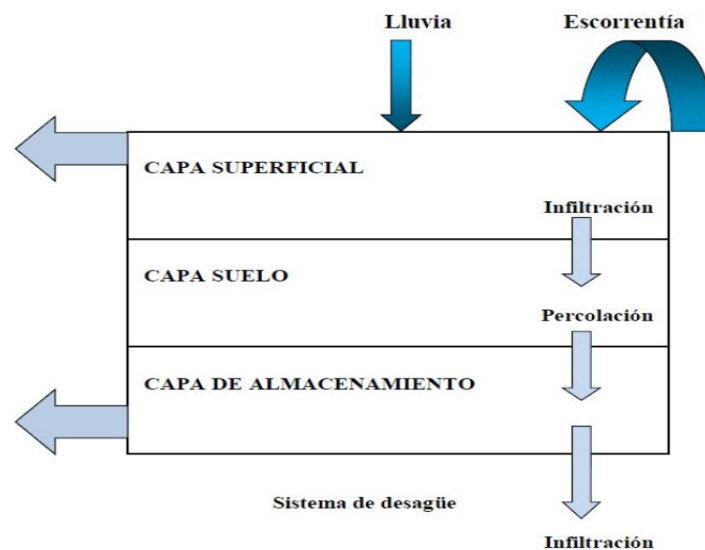 Lluvia
Escorrentía
CAPA SUPERFICIAL
Infiltración
CAPA SUELO
Percolación
CAPA DE ALMACENAMIENTO
Sistema de desagüe
Infiltración